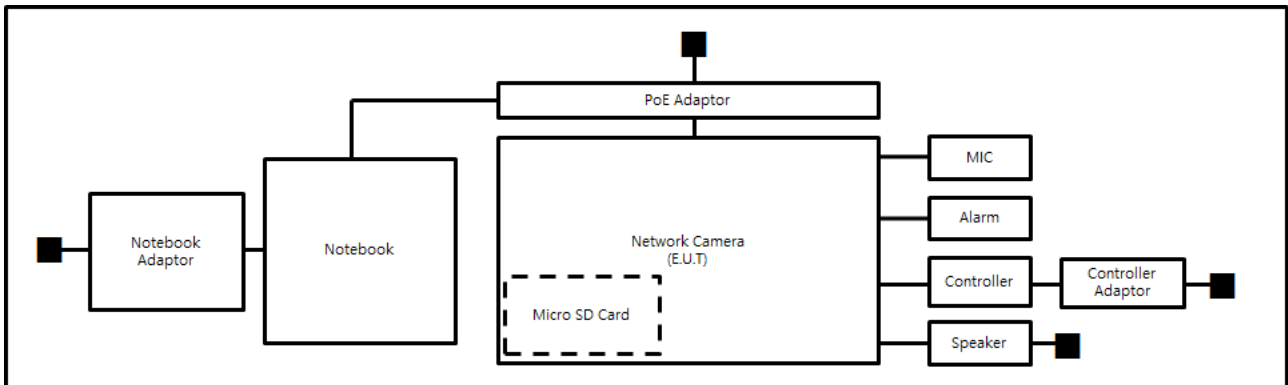 PoE Adaptor
MIC
Alarm
Notebook
Adaptor
Notebook
Network Camera
(E.U.T)
Controller
Controller
Adaptor
Micro SD Card
Speaker